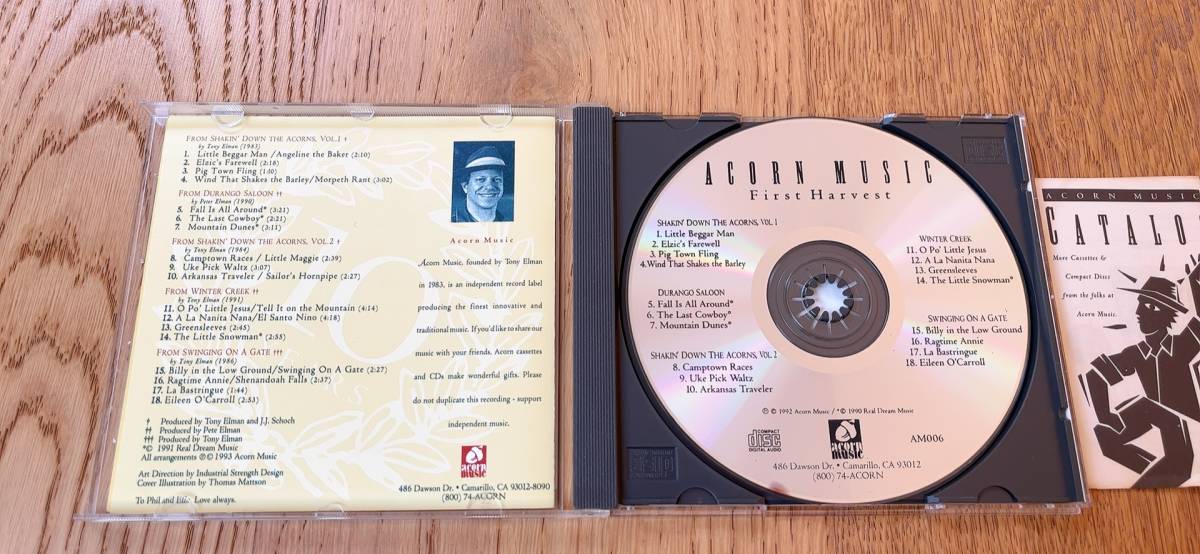 FROM SHAKIN' DOWN THE ACORNS, VOL.1 †
by Tony Elman (1983)
1. Little Beggar Man /Angeline the Baker (2:10)
2. Elzic's Farewell (2:18)
3. Pig Town Fling (1:10)
4. Wind That Shakes the Barley/Morpeth Rant (3:02)
FROM DURANGO SALOON ††
by Peter Elman (1990)
5. Fall Is All Around* (3:21)
6. The Last Cowboy* (2:21)
7. Mountain Dunes* (3:11)
FROM SHAKIN' DOWN THE ACORNS, VOL.2 †
by Tony Elman (1984)
8. Camptown Races / Little Maggie (2:39)
9. Uke Pick Waltz (3:07)
10. Arkansas Traveler / Sailor's Hornpipe (2:27)
FROM WINTER CREEK ††
by Tony Elman (1991)
11. O Po' Little Jesus/Tell It on the Mountain (4:14)
12. A La Nanita Nana/El Santo Nino (4:18)
13. Greensleeves (2:45)
14. The Little Snowman* (2:55)
FROM SWINGING ON A GATE †††
by Tony Elman (1986)
15. Billy in the Low Ground/Swinging On A Gate (2:27)
16. Ragtime Annie/Shenandoah Falls (2:37)
17. La Bastringue (1:44)
18. Eileen O'Carroll (2:53)
† Produced by Tony Elman and J.J. Schoch
†† Produced by Pete Elman
††† Produced by Tony Elman
*© 1991 Real Dream Music
All arrangements ℗© 1993 Acorn Music
Art Direction by Industrial Strength Design
Cover Illustration by Thomas Mattson
To Phil and Love always.
Acorn Music
Acorn Music, founded by Tony Elman
in 1983, is an independent record label
producing the finest innovative and
traditional music. If you'd like to share our
music with your friends, Acorn cassettes
and CDs make wonderful gifts. Please
do not duplicate this recording - support
independent music.
acorn
music
486 Dawson Dr. • Camarillo, CA 93012-8090
(800) 74-ACORN
ACORN MUSIC
First Harvest
SHAKIN' DOWN THE ACORNS, VOL 1
1. Little Beggar Man
2. Elzic's Farewell
3. Pig Town Fling
4. Wind That Shakes the Barley
DURANGO SALOON
5. Fall Is All Around*
6. The Last Cowboy*
7. Mountain Dunes*
SHAKIN' DOWN THE ACORNS, VOL. 2
8. Camptown Races
9. Uke Pick Waltz
10. Arkansas Traveler
WINTER CREEK
11. O Po' Little Jesus
12. A La Nanita Nana
13. Greensleeves
14. The Little Snowman*
SWINGING ON A GATE
15. Billy in the Low Ground
16. Ragtime Annie
17. La Bastringue
18. Eileen O'Carroll
℗ © 1992 Acorn Music / *© 1990 Real Dream Music
COMPACT
disc
DIGITAL AUDIO
acorn
music
AM006
486 Dawson Dr. • Camarillo, CA 93012
(800) 74-ACORN
ACORN MUSIC
CATALO
More Cassettes &
Compact Discs
from the folks at
Acorn Music.